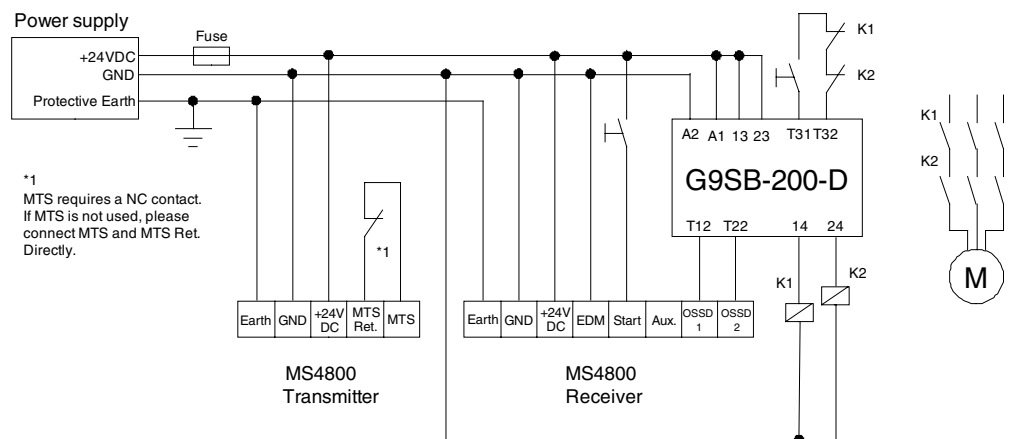 Power supply
+24VDC
GND
Protective Earth
Fuse
K1
K2
A2 A1 13 23 T31 T32
G9SB-200-D
T12 T22 14 24
K1
K2
K1
K2
M
*1
MTS requires a NC contact.
If MTS is not used, please
connect MTS and MTS Ret.
Directly.
*1
Earth GND +24V DC MTS Ret. MTS
MS4800
Transmitter
Earth GND +24V DC EDM Start Aux. OSSD 1 OSSD 2
MS4800
Receiver